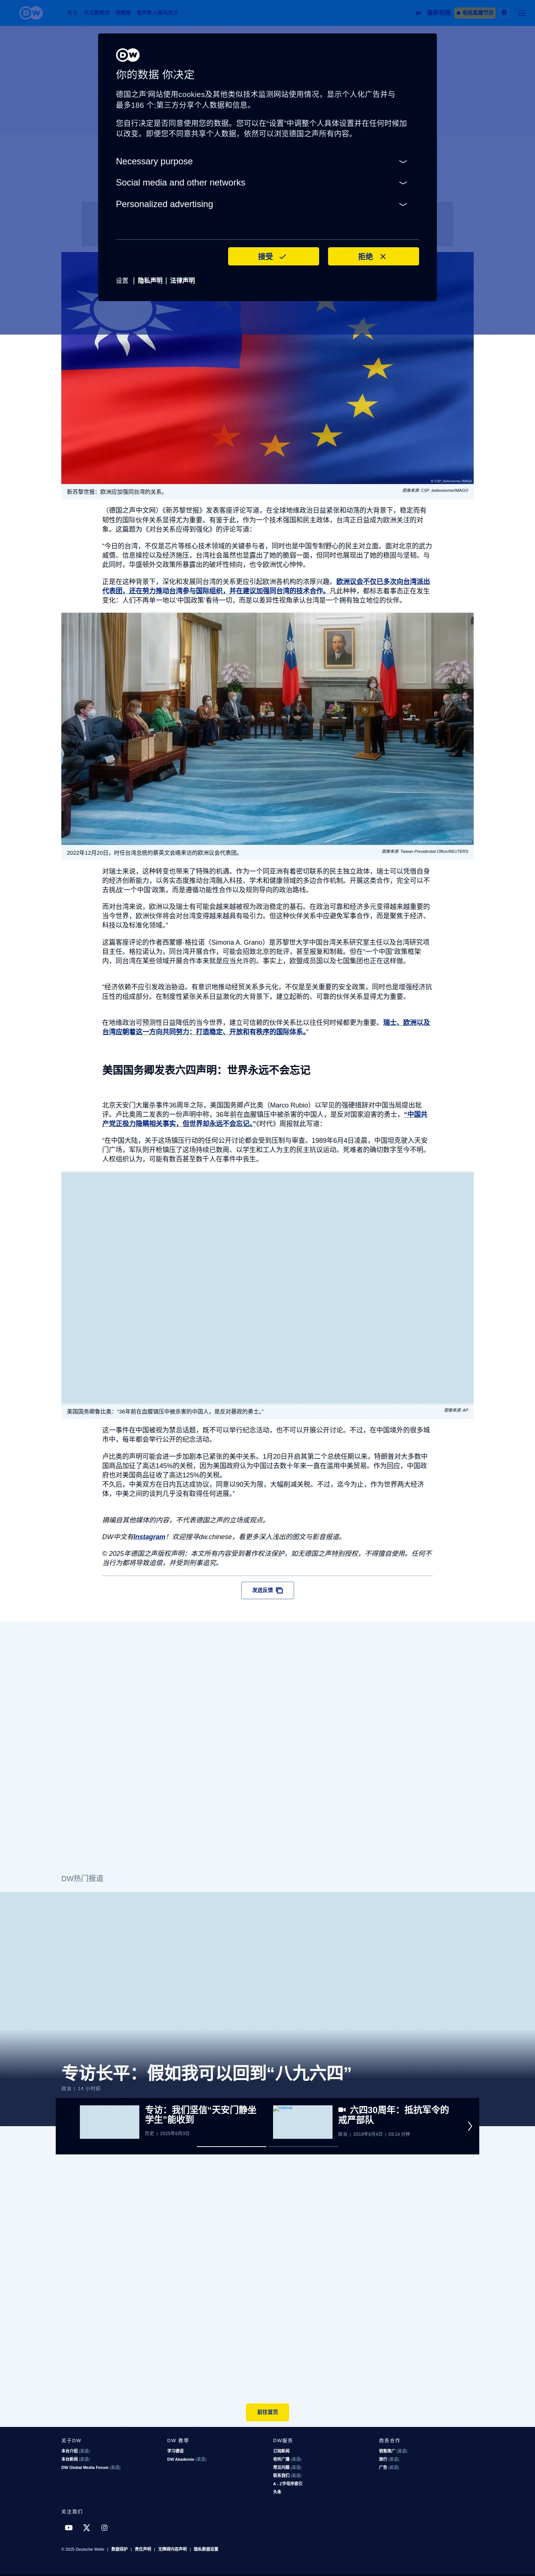 DW
你的数据 你决定
德国之声网站使用cookies及其他类似技术监测网站使用情况，显示个人化广告并与
最多186 个;第三方分享个人数据和信息。
您自行决定是否同意使用您的数据。您可以在“设置”中调整个人具体设置并在任何时候加
以改变。即使您不同意共享个人数据，依然可以浏览德国之声所有内容。
Necessary purpose
Social media and other networks
Personalized advertising
接受
拒绝
设置 | 隐私声明 | 法律声明
© CSP_believeinme/IMAGO
新苏黎世报：欧洲应加强同台湾的关系。
图像来源: CSP_believeinme/IMAGO
（德国之声中文网）《新苏黎世报》发表客座评论写道，在全球地缘政治日益紧张和动荡的大背景下，稳定而有
韧性的国际伙伴关系显得尤为重要。有鉴于此，作为一个技术强国和民主政体，台湾正日益成为欧洲关注的对
象。这篇题为《对台关系应得到强化》的评论写道：
“今日的台湾，不仅是芯片等核心技术领域的关键参与者，同时也是中国专制野心的民主对立面。面对北京的武力
威慑、信息操控以及经济施压，台湾社会虽然也显露出了她的脆弱一面，但同时也展现出了她的稳固与坚韧。与
此同时，华盛顿外交政策所暴露出的破坏性倾向，也令欧洲忧心忡忡。
正是在这种背景下，深化和发展同台湾的关系更应引起欧洲各机构的浓厚兴趣。欧洲议会不仅已多次向台湾派出
代表团，还在努力推动台湾参与国际组织，并在建议加强同台湾的技术合作。凡此种种，都标志着事态正在发生
变化：人们不再单一地以‘中国政策’看待一切，而是以差异性视角承认台湾是一个拥有独立地位的伙伴。
2022年12月20日，时任台湾总统的蔡英文会晤来访的欧洲议会代表团。
图像来源: Taiwan Presidential Office/REUTERS
对瑞士来说，这种转变也带来了特殊的机遇。作为一个同亚洲有着密切联系的民主独立政体，瑞士可以凭借自身
的经济创新能力，以务实态度推动台湾融入科技、学术和健康领域的多边合作机制。开展这类合作，完全可以不
去挑战‘一个中国’政策，而是遵循功能性合作以及规则导向的政治路线。
而对台湾来说，欧洲以及瑞士有可能会越来越被视为政治稳定的基石。在政治可靠和经济多元变得越来越重要的
当今世界，欧洲伙伴将会对台湾变得越来越具有吸引力。但这种伙伴关系中应避免军事合作，而是聚焦于经济、
科技以及标准化领域。”
这篇客座评论的作者西蒙娜·格拉诺（Simona A. Grano）是苏黎世大学中国台湾关系研究室主任以及台湾研究项
目主任。格拉诺认为，同台湾开展合作，可能会招致北京的批评，甚至报复和制裁。但在“一个中国”政策框架
内，同台湾在某些领域开展合作本来就是应当允许的。事实上，欧盟成员国以及七国集团也正在这样做。
“经济依赖不应引发政治胁迫。有意识地推动经贸关系多元化，不仅是至关重要的安全政策，同时也是增强经济抗
压性的组成部分。在制度性紧张关系日益激化的大背景下，建立起新的、可靠的伙伴关系显得尤为重要。
在地缘政治可预测性日益降低的当今世界，建立可信赖的伙伴关系比以往任何时候都更为重要。瑞士、欧洲以及
台湾应朝着这一方向共同努力：打造稳定、开放和有秩序的国际体系。”
美国国务卿发表六四声明：世界永远不会忘记
北京天安门大屠杀事件36周年之际，美国国务卿卢比奥（Marco Rubio）以罕见的强硬措辞对中国当局提出批
评。卢比奥周二发表的一份声明中称，36年前在血腥镇压中被杀害的中国人，是反对国家迫害的勇士，“中国共
产党正极力隐瞒相关事实，但世界却永远不会忘记。”《时代》周报就此写道：
“在中国大陆，关于这场镇压行动的任何公开讨论都会受到压制与审查。1989年6月4日凌晨，中国坦克驶入天安
门广场，军队则开枪镇压了这场持续已数周、以学生和工人为主的民主抗议运动。死难者的确切数字至今不明。
人权组织认为，可能有数百甚至数千人在事件中丧生。
美国国务卿鲁比奥：“36年前在血腥镇压中被杀害的中国人，是反对暴政的勇士。”
图像来源: AP
这一事件在中国被视为禁忌话题，既不可以举行纪念活动，也不可以开展公开讨论。不过，在中国境外的很多城
市中，每年都会举行公开的纪念活动。
卢比奥的声明可能会进一步加剧本已紧张的美中关系。1月20日开启其第二个总统任期以来，特朗普对大多数中
国商品加征了高达145%的关税，因为美国政府认为中国过去数十年来一直在滥用中美贸易。作为回应，中国政
府也对美国商品征收了高达125%的关税。
不久后，中美双方在日内瓦达成协议，同意以90天为限，大幅削减关税。不过，迄今为止，作为世界两大经济
体，中美之间的谈判几乎没有取得任何进展。”
摘编自其他媒体的内容，不代表德国之声的立场或观点。
DW中文有Instagram！欢迎搜寻dw.chinese，看更多深入浅出的图文与影音报道。
© 2025年德国之声版权声明：本文所有内容受到著作权法保护，如无德国之声特别授权，不得擅自使用。任何不
当行为都将导致追偿，并受到刑事追究。
发送反馈
DW热门报道
专访长平：假如我可以回到“八九六四”
政治 | 14 小时前
专访：我们坚信“天安门静坐
学生”能收到
历史 | 2025年6月3日
六四30周年：抵抗军令的
戒严部队
政治 | 2019年6月4日 | 03:14 分钟
前往首页
关于DW
本台介绍 (英语)
本台新闻 (英语)
DW Global Media Forum (英语)
DW 教学
学习德语
DW Akademie (英语)
DW服务
订阅新闻
收听广播 (英语)
常见问题 (英语)
联系我们 (英语)
A - Z字母序索引
头条
商务合作
销售推广 (英语)
旅行 (英语)
广告 (英语)
关注我们
© 2025 Deutsche Welle | 数据保护 | 责任声明 | 无障碍内容声明 | 隐私数据设置